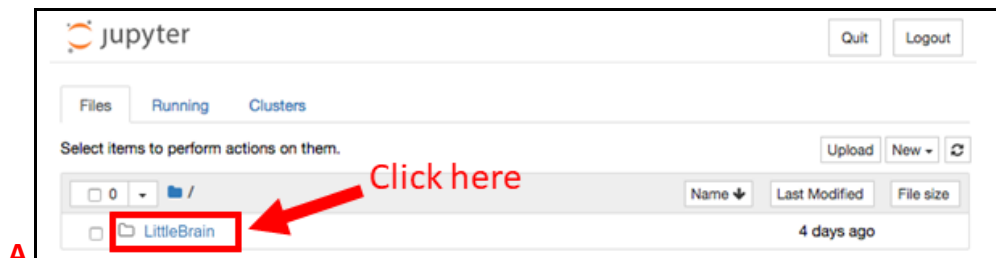 jupyter
Quit Logout
Files Running Clusters
Select items to perform actions on them.
Upload New
Click here
0 / Name Last Modified File size
LittleBrain 4 days ago
A